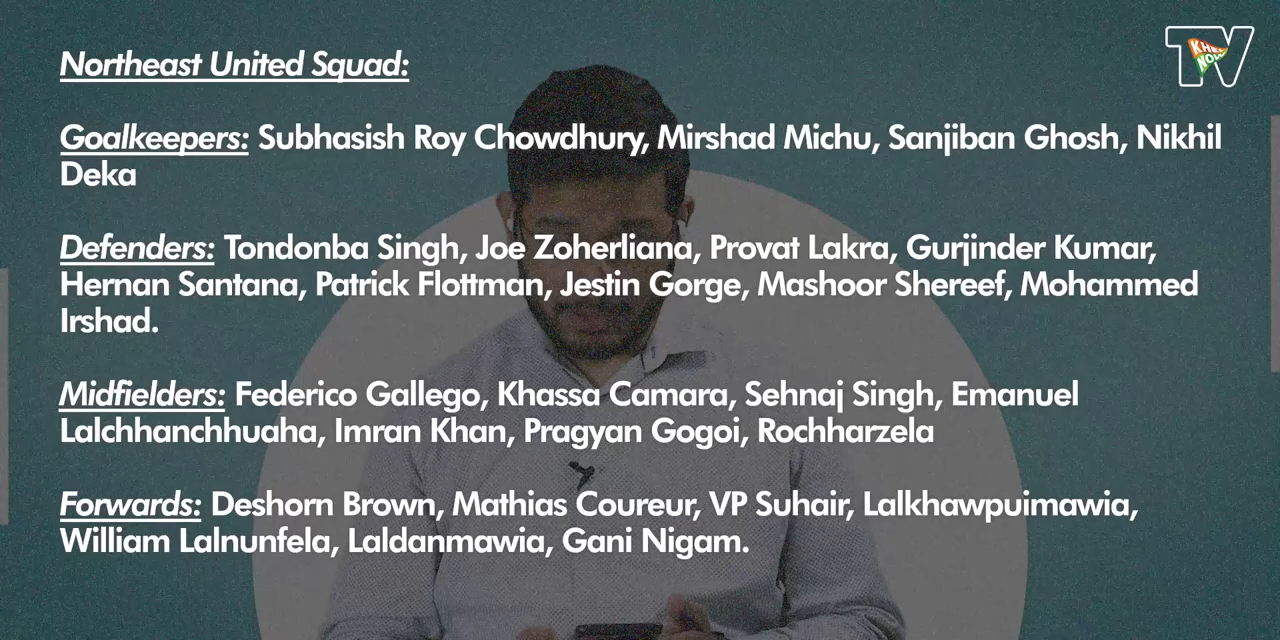 Northeast United Squad:
TV
KHEL
NOW
Goalkeepers: Subhasish Roy Chowdhury, Mirshad Michu, Sanjiban Ghosh, Nikhil
Deka
Defenders: Tondonba Singh, Joe Zoherliana, Provat Lakra, Gurjinder Kumar,
Hernan Santana, Patrick Flottman, Jestin Gorge, Mashoor Shereef, Mohammed
Irshad.
Midfielders: Federico Gallego, Khassa Camara, Sehnaj Singh, Emanuel
Lalchhanchhuaha, Imran Khan, Pragyan Gogoi, Rochharzela
Forwards: Deshorn Brown, Mathias Coureur, VP Suhair, Lalkhawpuimawia,
William Lalnunfela, Laldanmawia, Gani Nigam.